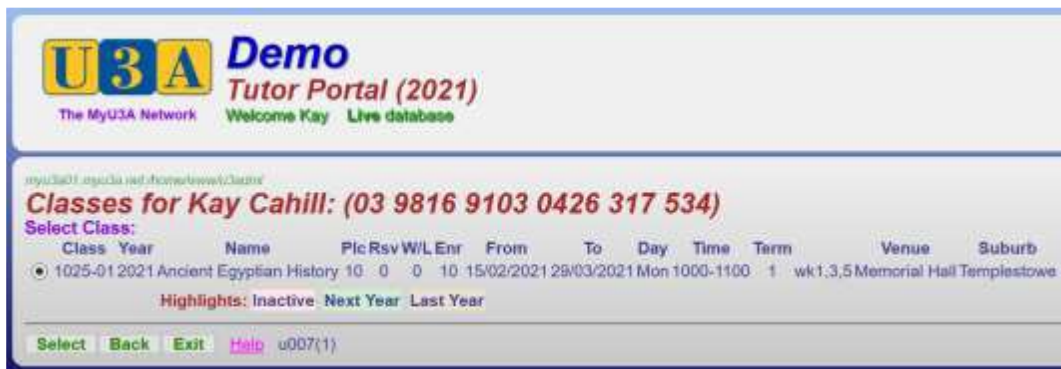 U3A
Demo
Tutor Portal (2021)
The MyU3A Network
Welcome Kay Live database
Classes for Kay Cahill: (03 9816 9103 0426 317 534)
Select Class:
Class Year Name Plc Rsv W/L Enr From To Day Time Term Venue Suburb
1025-01 2021 Ancient Egyptian History 10 0 0 10 15/02/2021 29/03/2021 Mon 1000-1100 1 wk1,3,5 Memorial Hall Templestowe
Highlights: Inactive Next Year Last Year
Select Back Exit Help u007(1)